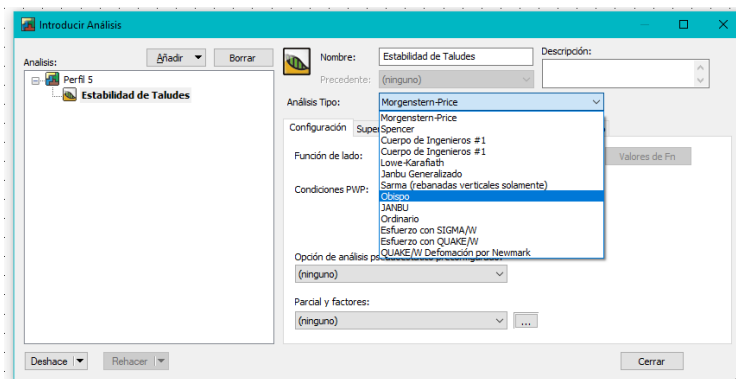 Introducir Análisis
Analisis:
Añadir
Borrar
Perfil 5
Estabilidad de Taludes
Nombre:
Estabilidad de Taludes
Descripción:
Precedente:
(ninguno)
Análisis Tipo:
Morgenstern-Price
Morgenstern-Price
Spencer
Cuerpo de Ingenieros #1
Cuerpo de Ingenieros #1
Lowe-Karafiath
Janbu Generalizado
Sarma (rebanadas verticales solamente)
Obispo
JANBU
Ordinario
Esfuerzo con SIGMA/W
Esfuerzo con QUAKE/W
QUAKE/W Defomación por Newmark
Configuración
Función de lado:
Valores de Fn
Condiciones PWP:
Opción de análisis
(ninguno)
Parcial y factores:
(ninguno)
...
Deshace
Rehacer
Cerrar